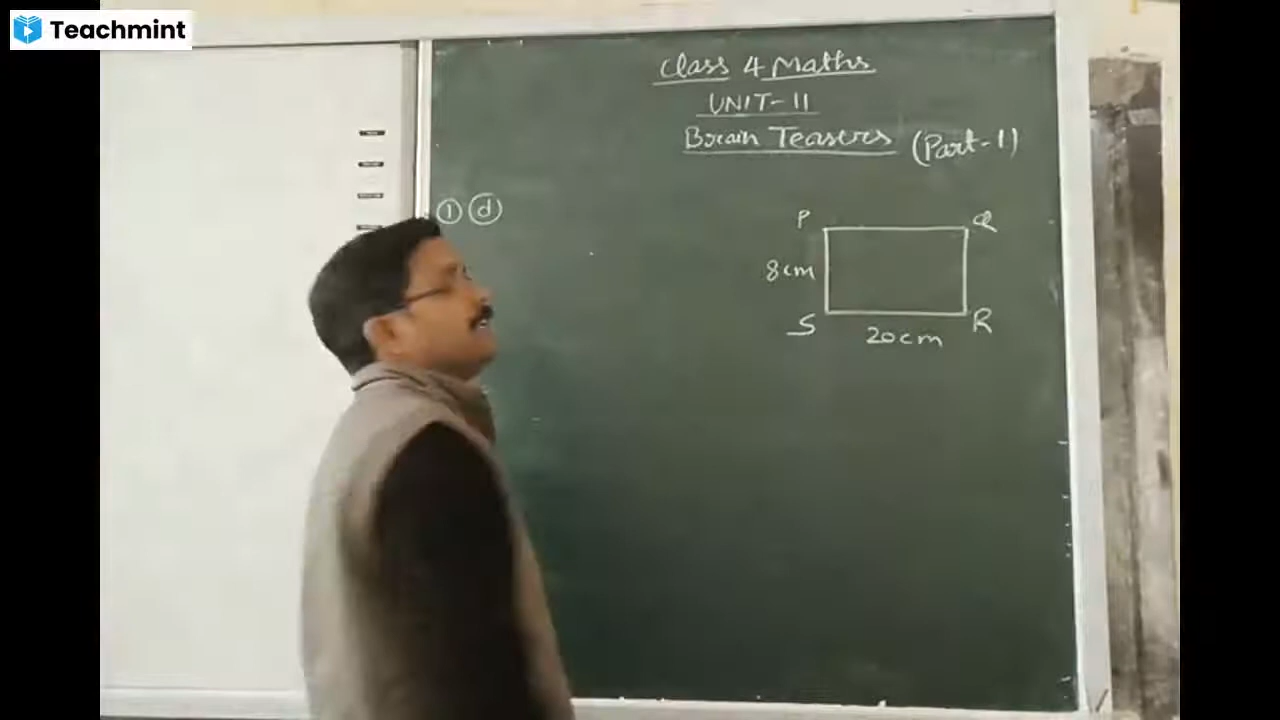 Teachmint
Class 4 Maths
UNIT-11
Brain Teasers (Part-1)
① ⓓ
P Q
8cm
S R
20cm